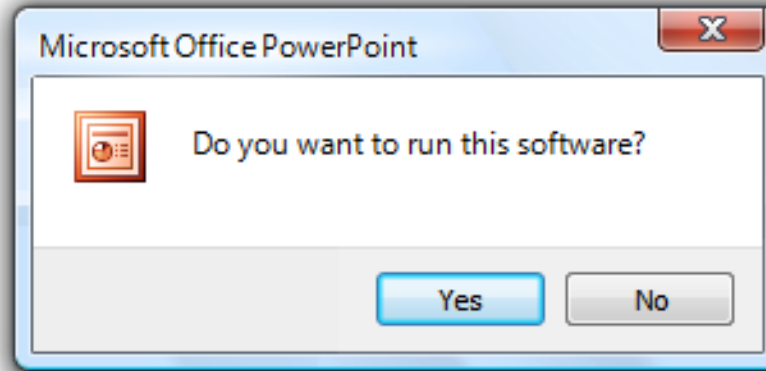 Microsoft Office PowerPoint
Do you want to run this software?
Yes No